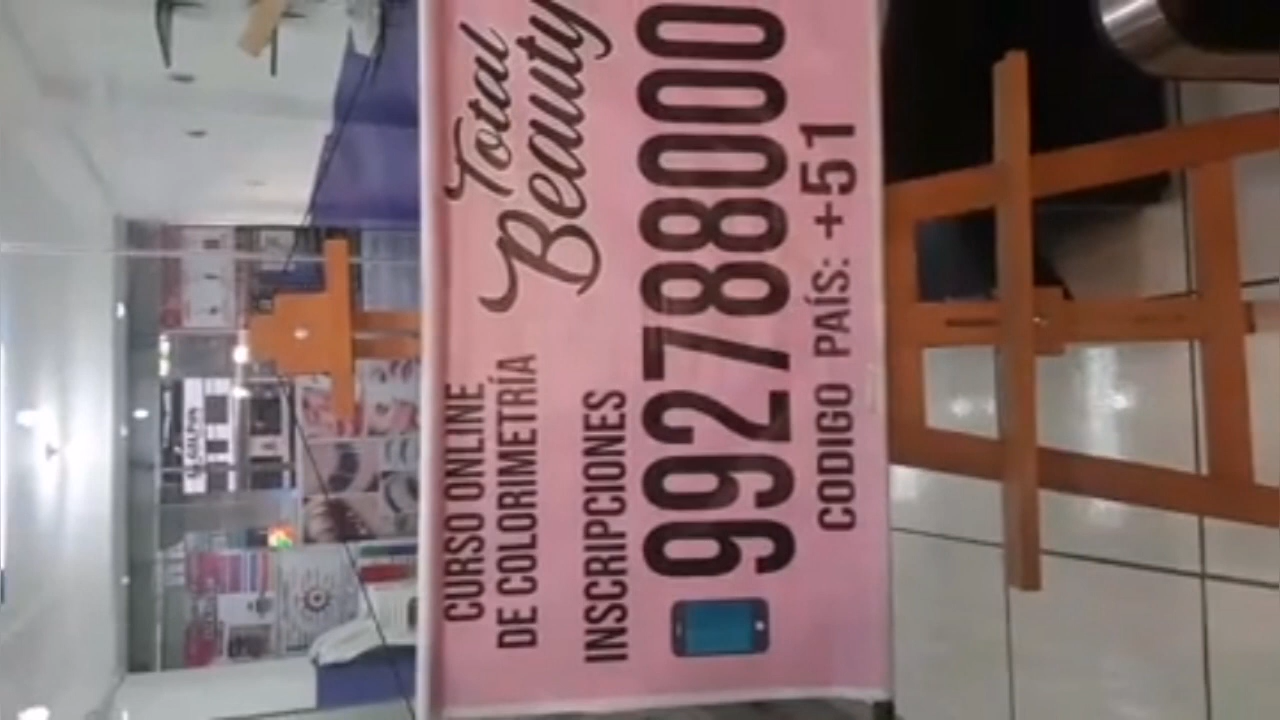 CURSO ONLINE
DE COLORIMETRÍA
Total
Beauty
INSCRIPCIONES
992788000
CODIGO PAÍS: +51